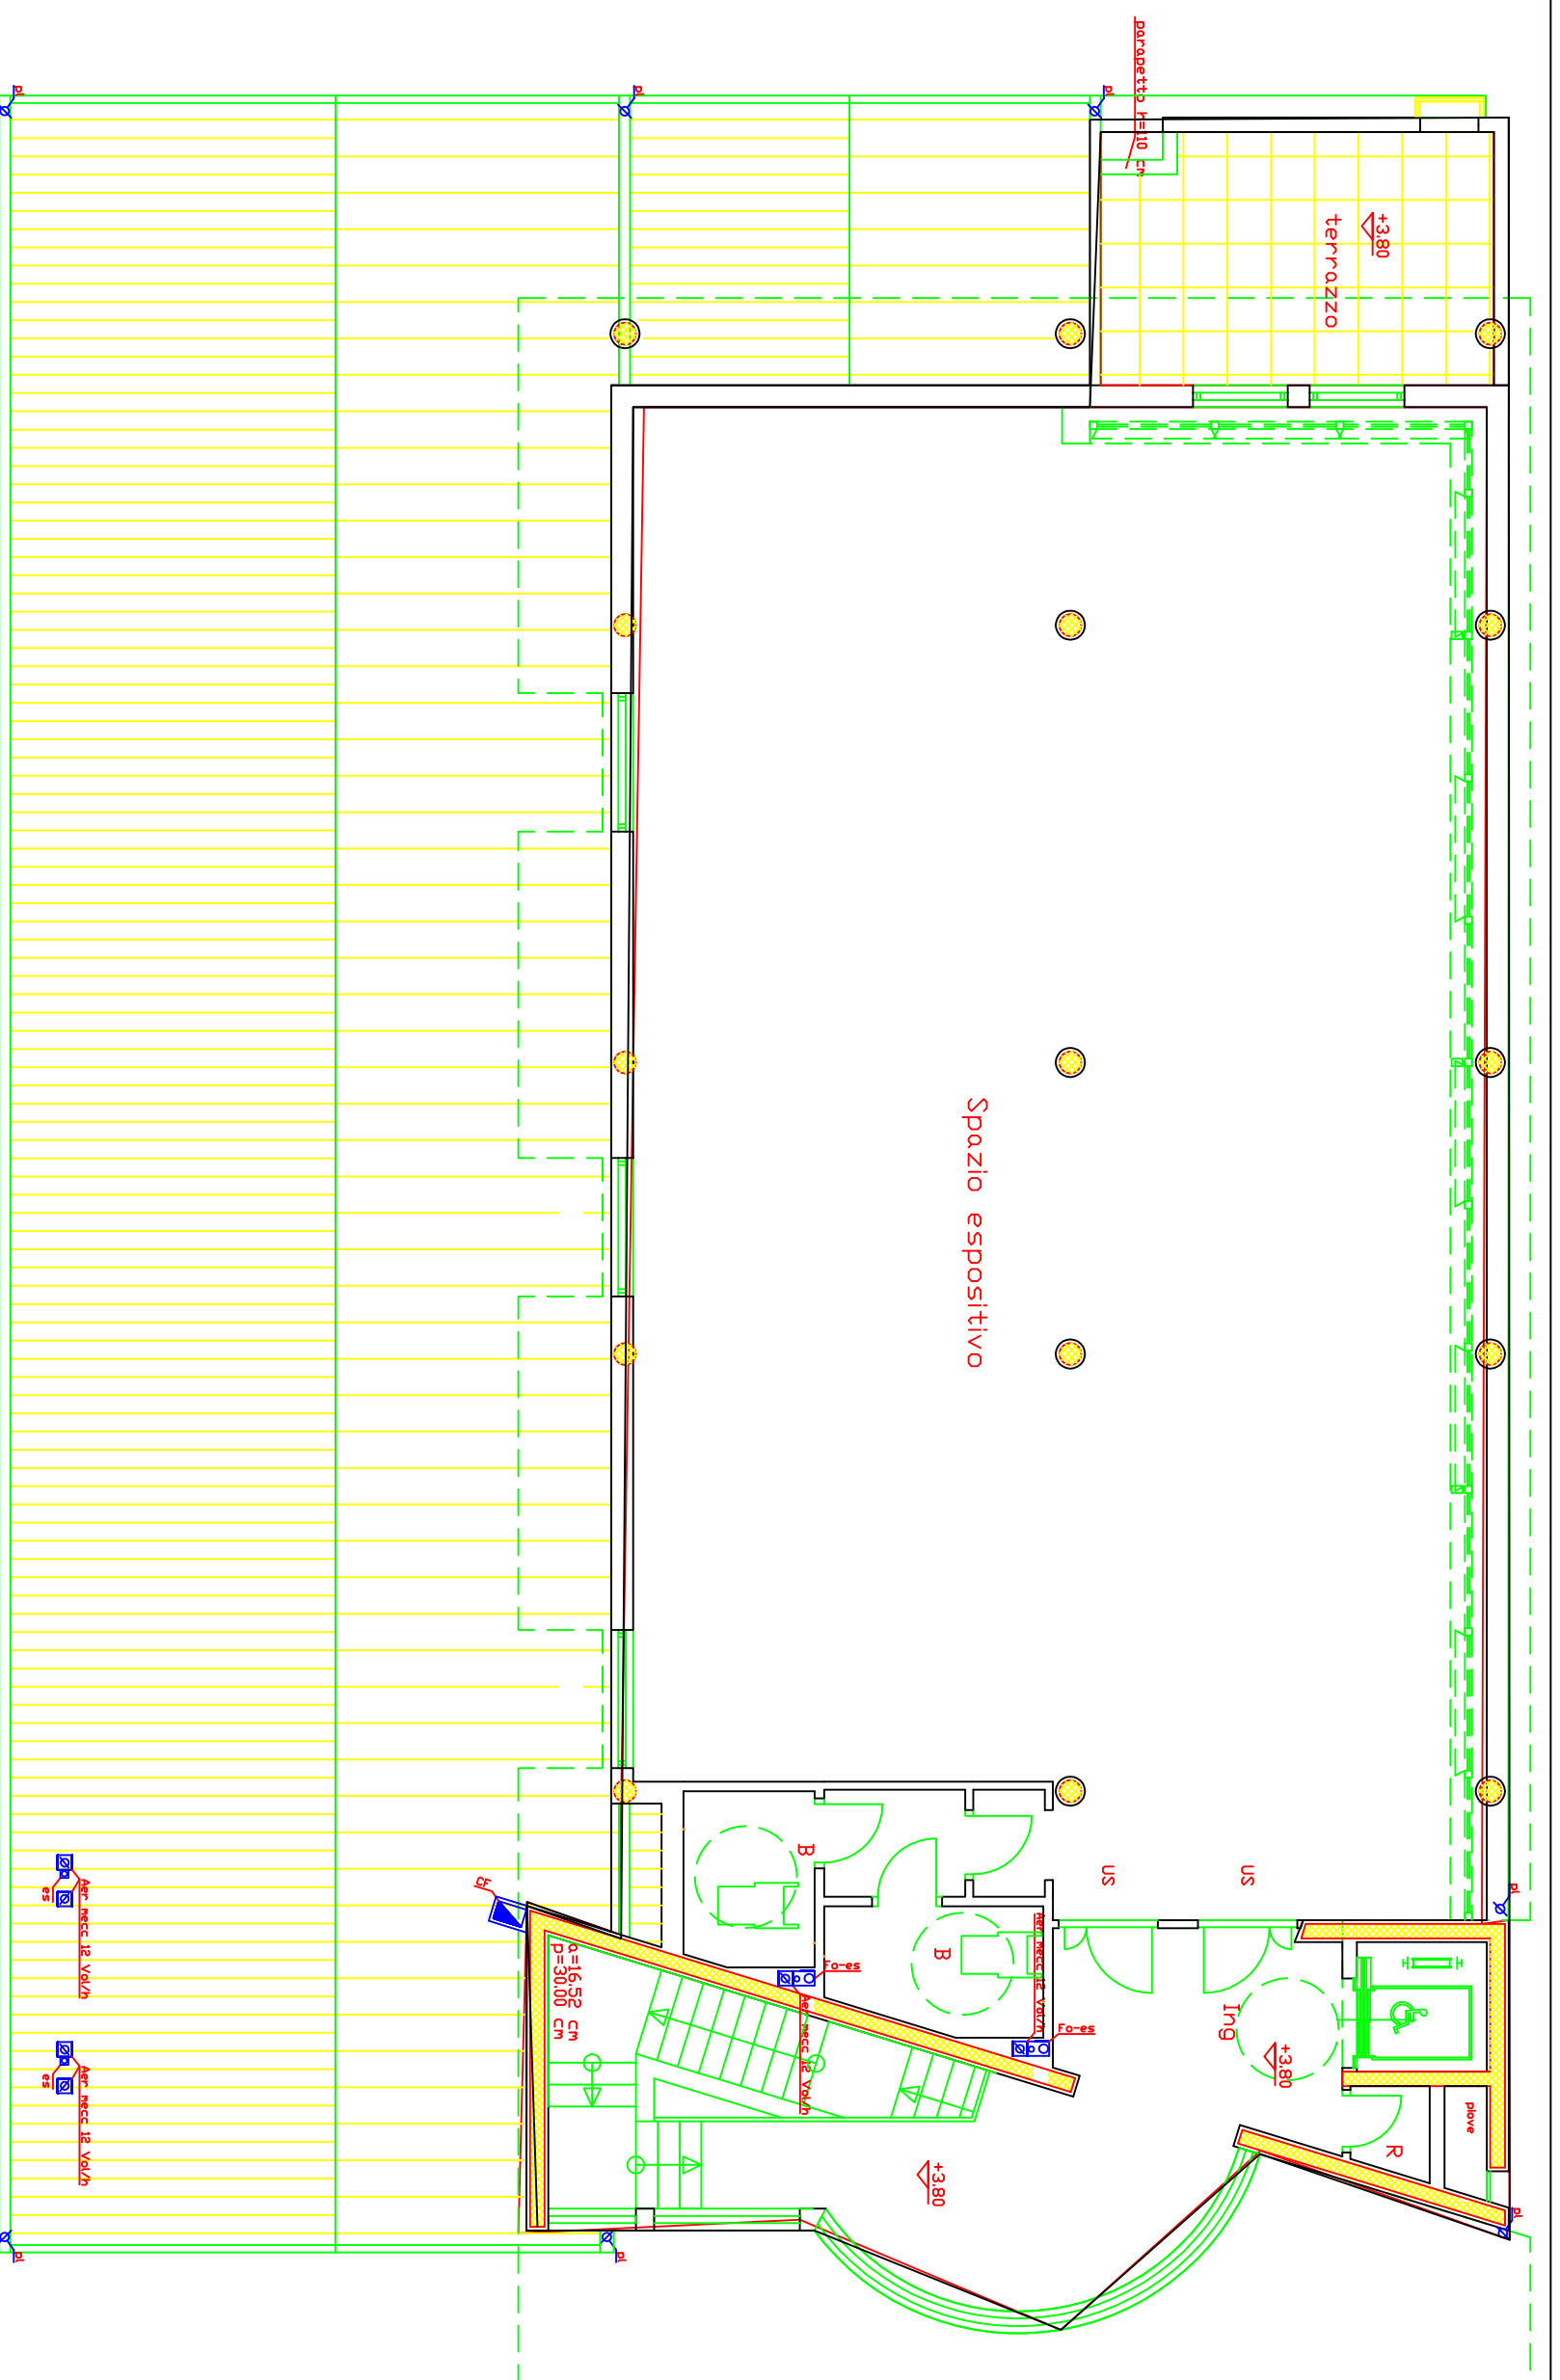 parapetto h=110 cm
pl
pl
pl
+3.80
terrazzo
Spazio espositivo
US
US
pl
B
B
cf
Aer mecc 12 Vol/h
es
Aer mecc 12 Vol/h
Fo-es
Aer mecc 12 Vol/h
Fo-es
a=16.52 cm
p=30.00 cm
Ing
+3.80
plove
R
Aer mecc 12 Vol/h
es
+3.80
pl
pl
pl